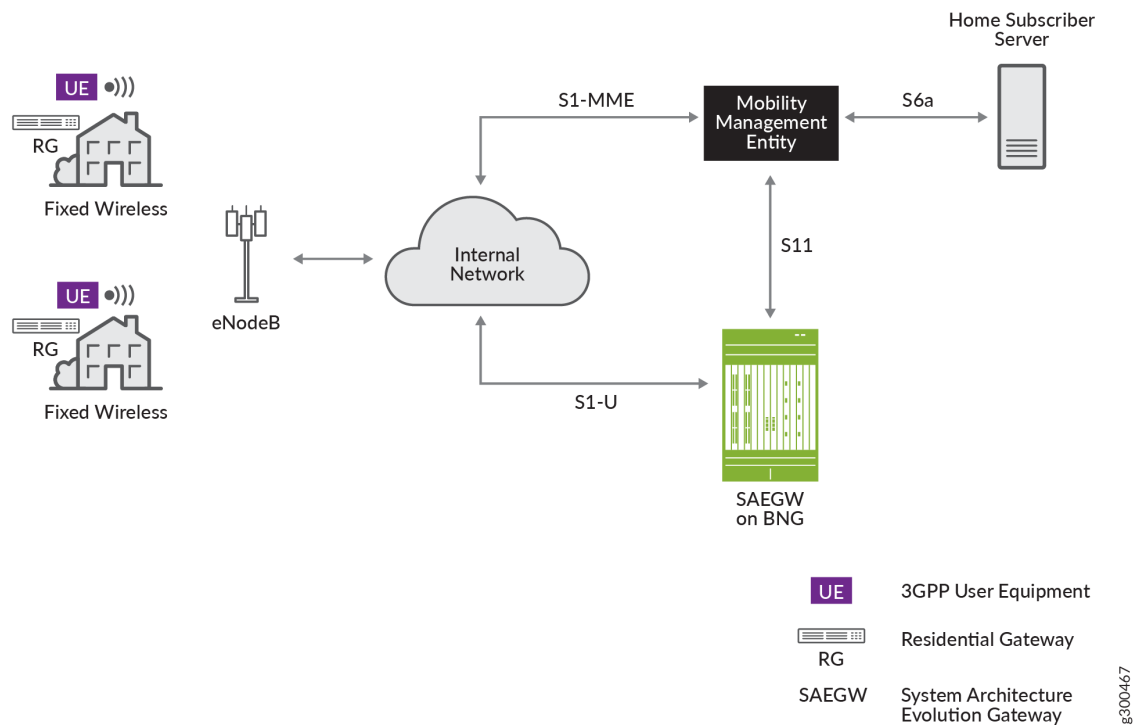 Home Subscriber
Server
UE
RG
Fixed Wireless
S1-MME
Mobility
Management
Entity
S6a
eNodeB
Internal
Network
S11
UE
RG
Fixed Wireless
S1-U
SAEGW
on BNG
UE 3GPP User Equipment
RG Residential Gateway
SAEGW System Architecture
Evolution Gateway
g300467